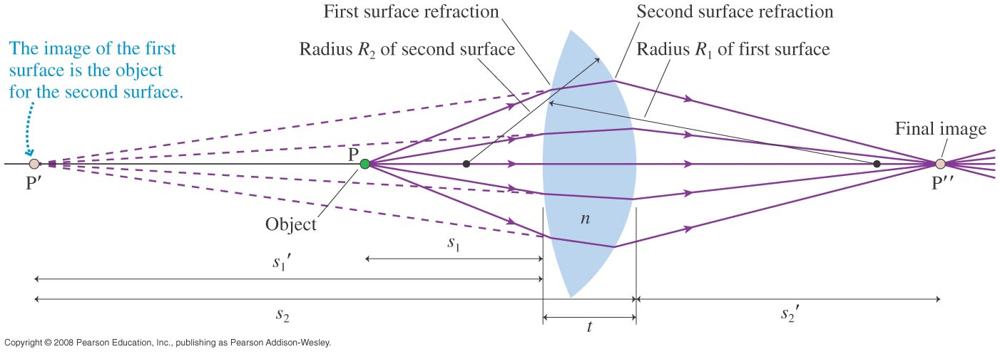 First surface refraction
Second surface refraction
The image of the first
surface is the object
for the second surface.
Radius R₂ of second surface
Radius R₁ of first surface
P
Final image
P′
P′′
Object
n
s₁
s₁′
s₂
s₂′
t
Copyright © 2008 Pearson Education, Inc., publishing as Pearson Addison-Wesley.